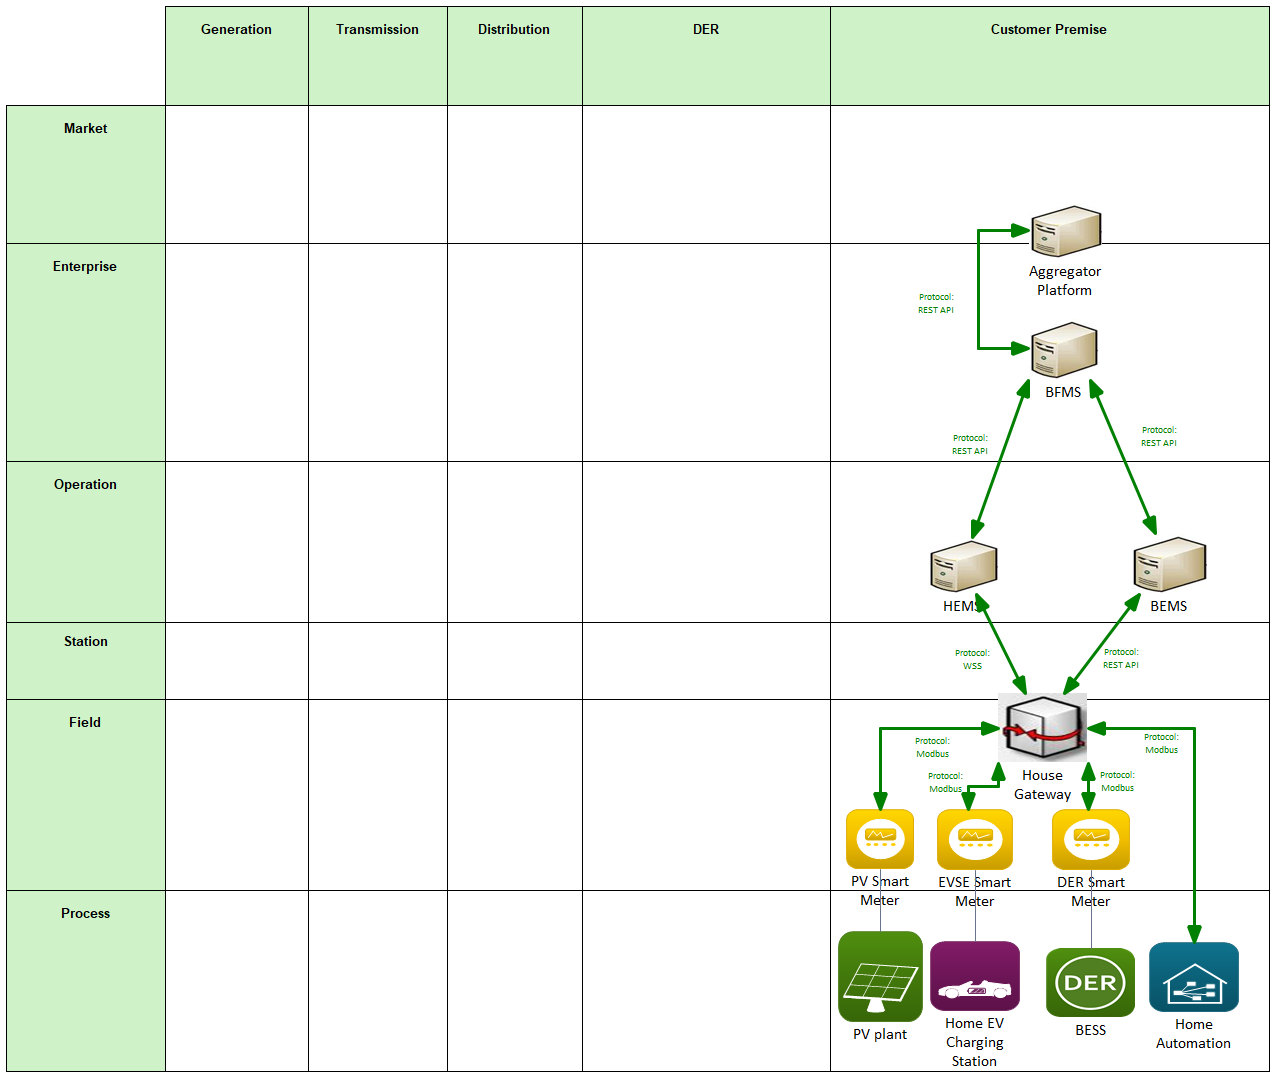 Generation
Transmission
Distribution
DER
Customer Premise
Market
Enterprise
Aggregator
Platform
Protocol:
REST API
BFMS
Protocol:
REST API
Protocol:
REST API
Operation
HEMS
BEMS
Station
Protocol:
WSS
Protocol:
REST API
Field
Protocol:
Modbus
Protocol:
Modbus
House
Gateway
Protocol:
Modbus
Protocol:
Modbus
PV Smart
Meter
EVSE Smart
Meter
DER Smart
Meter
Process
DER
PV plant
Home EV
Charging
Station
BESS
Home
Automation